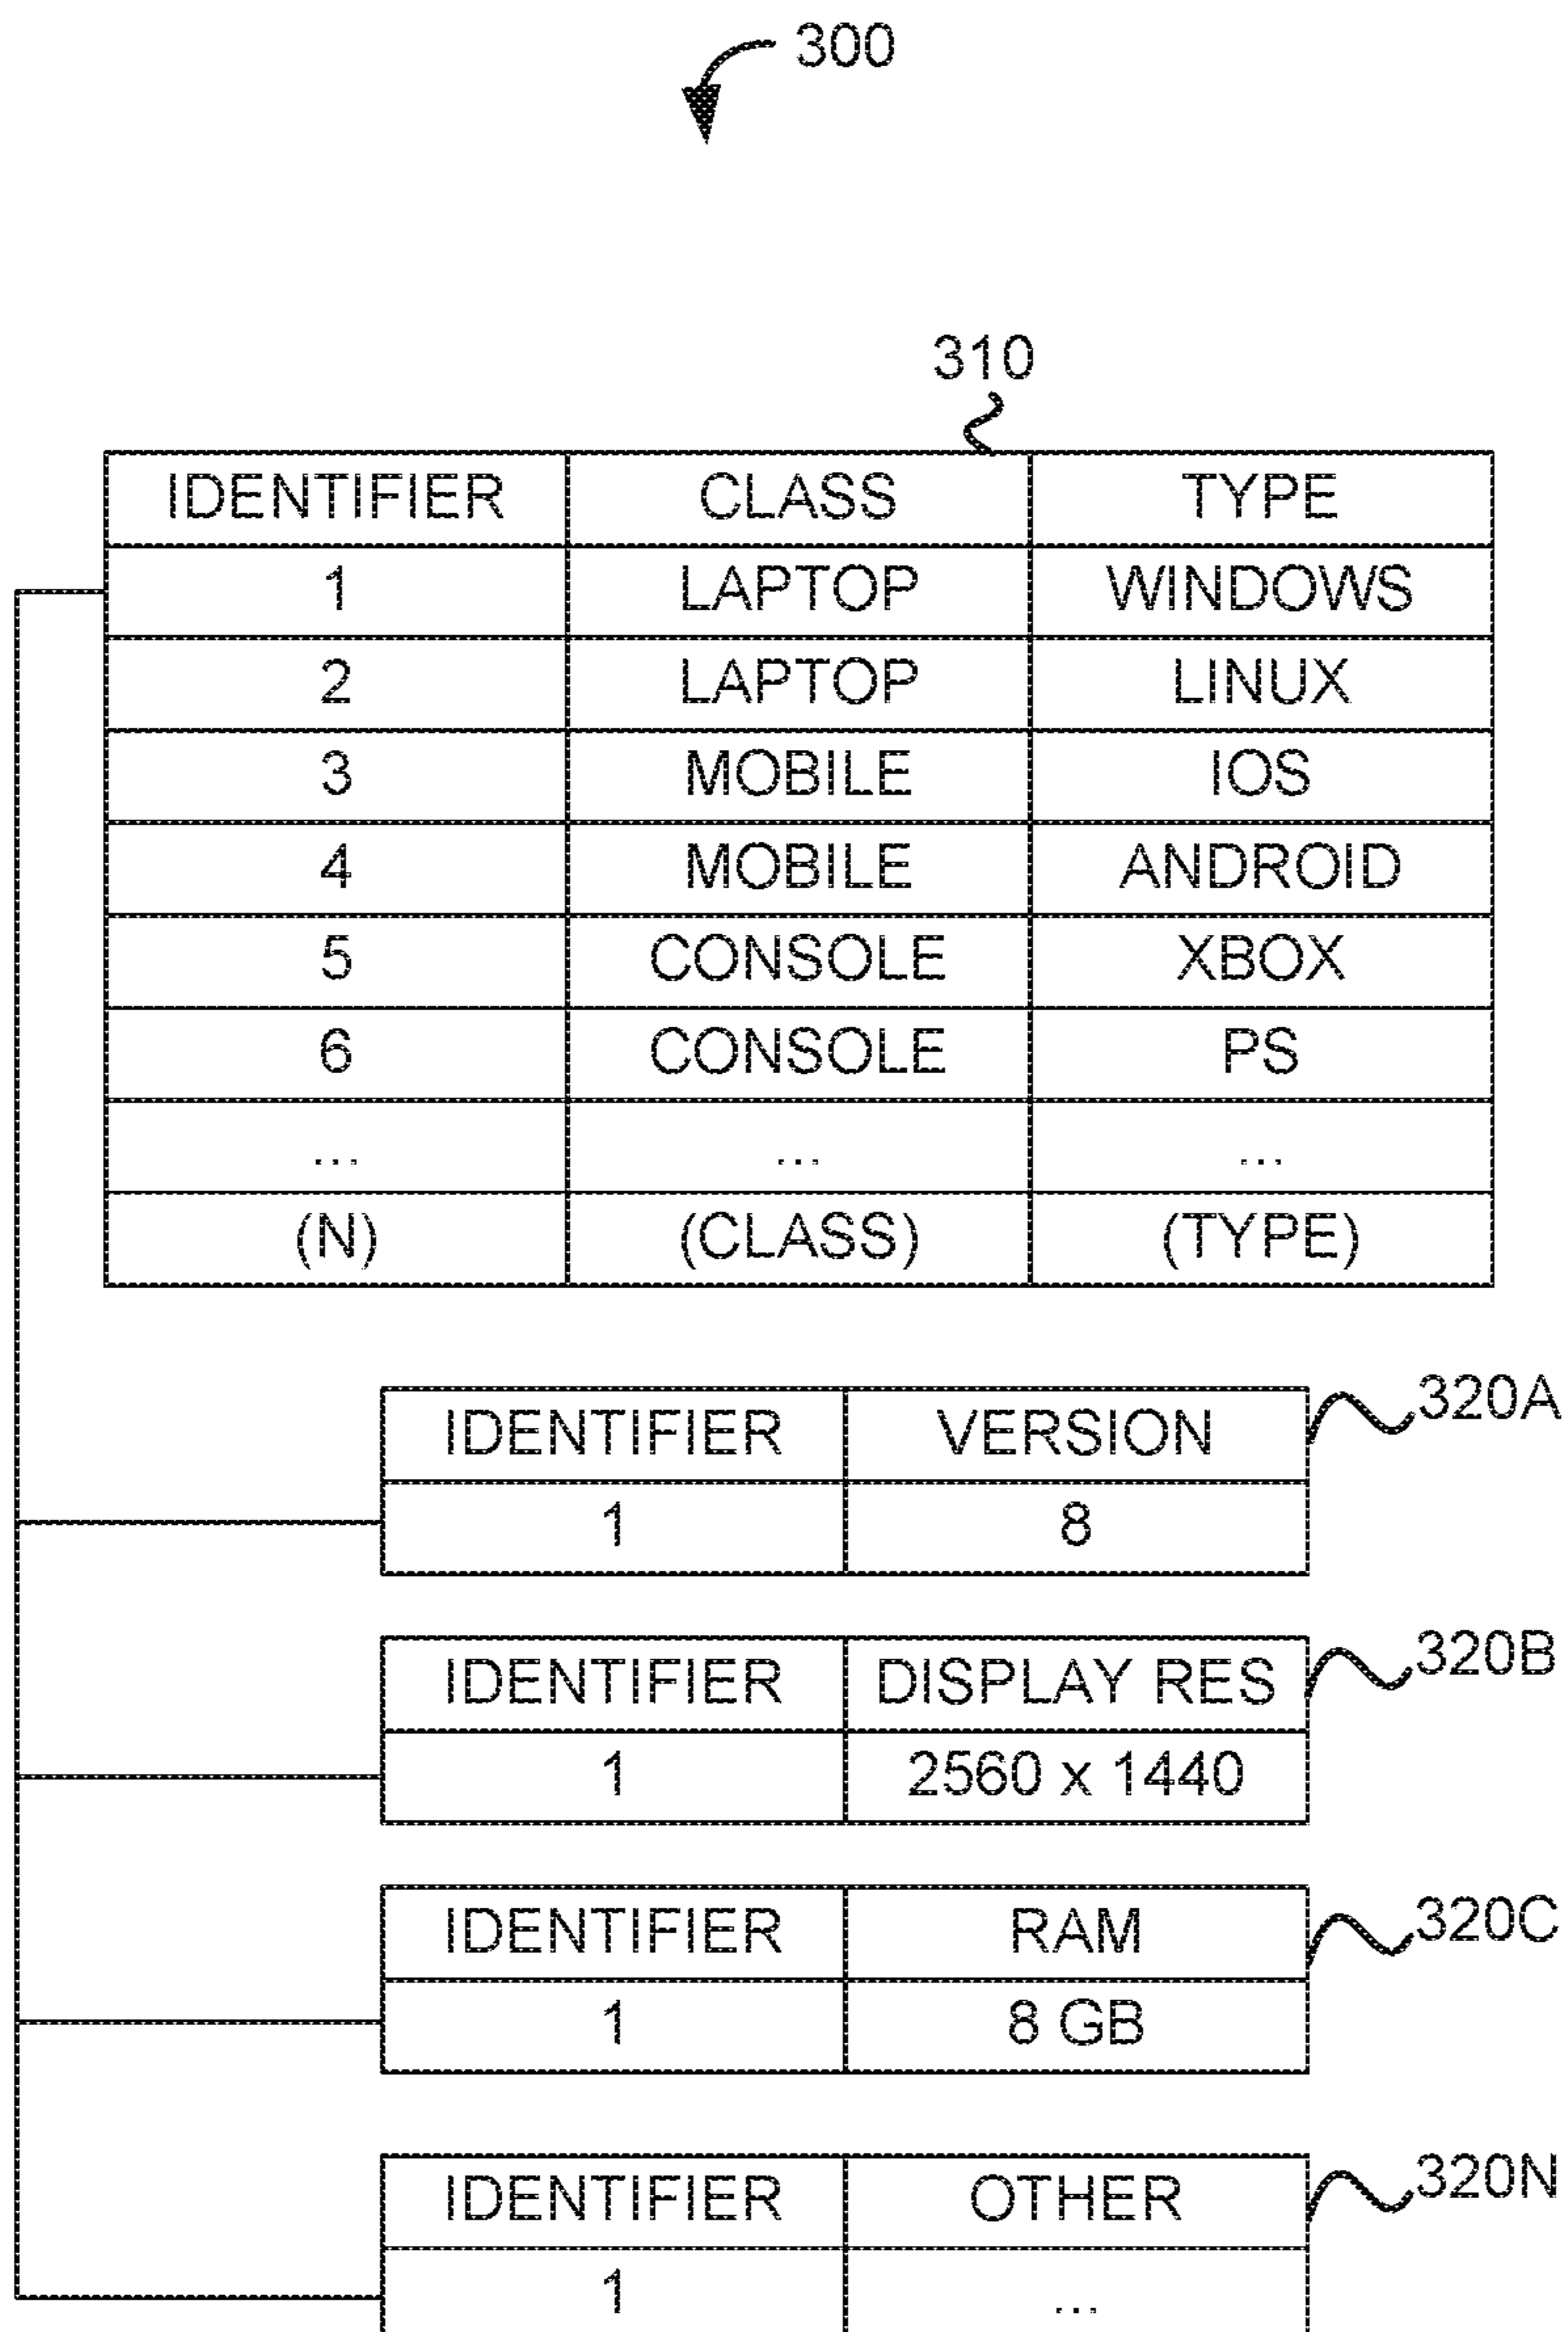 300
310
IDENTIFIER CLASS TYPE
1 LAPTOP WINDOWS
2 LAPTOP LINUX
3 MOBILE IOS
4 MOBILE ANDROID
5 CONSOLE XBOX
6 CONSOLE PS
... ... ...
(N) (CLASS) (TYPE)
320A
IDENTIFIER VERSION
1 8
320B
IDENTIFIER DISPLAY RES
1 2560 x 1440
320C
IDENTIFIER RAM
1 8 GB
320N
IDENTIFIER OTHER
1 ...